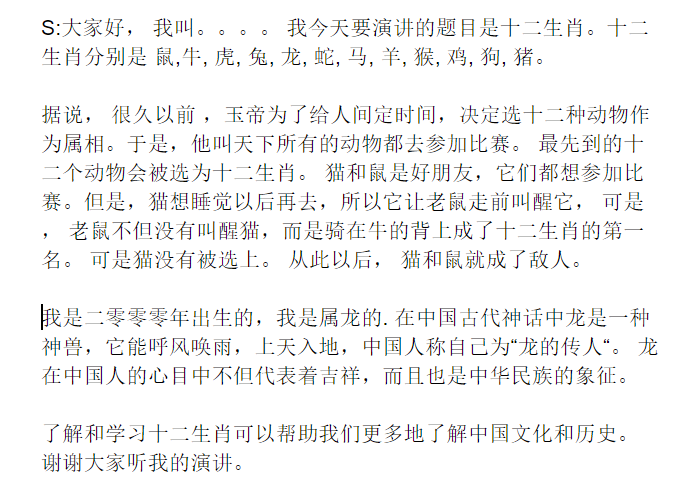 S:大家好， 我叫。。。。 我今天要演讲的题目是十二生肖。十二
生肖分别是 鼠,牛, 虎, 兔, 龙, 蛇, 马, 羊, 猴, 鸡, 狗, 猪。
据说， 很久以前 ，玉帝为了给人间定时间，决定选十二种动物作
为属相。于是，他叫天下所有的动物都去参加比赛。 最先到的十
二个动物会被选为十二生肖。 猫和鼠是好朋友，它们都想参加比
赛。但是，猫想睡觉以后再去，所以它让老鼠走前叫醒它， 可是
， 老鼠不但没有叫醒猫，而是骑在牛的背上成了十二生肖的第一
名。 可是猫没有被选上。 从此以后， 猫和鼠就成了敌人。
我是二零零零年出生的，我是属龙的. 在中国古代神话中龙是一种
神兽，它能呼风唤雨，上天入地，中国人称自己为“龙的传人“。 龙
在中国人的心目中不但代表着吉祥，而且也是中华民族的象征。
了解和学习十二生肖可以帮助我们更多地了解中国文化和历史。
谢谢大家听我的演讲。